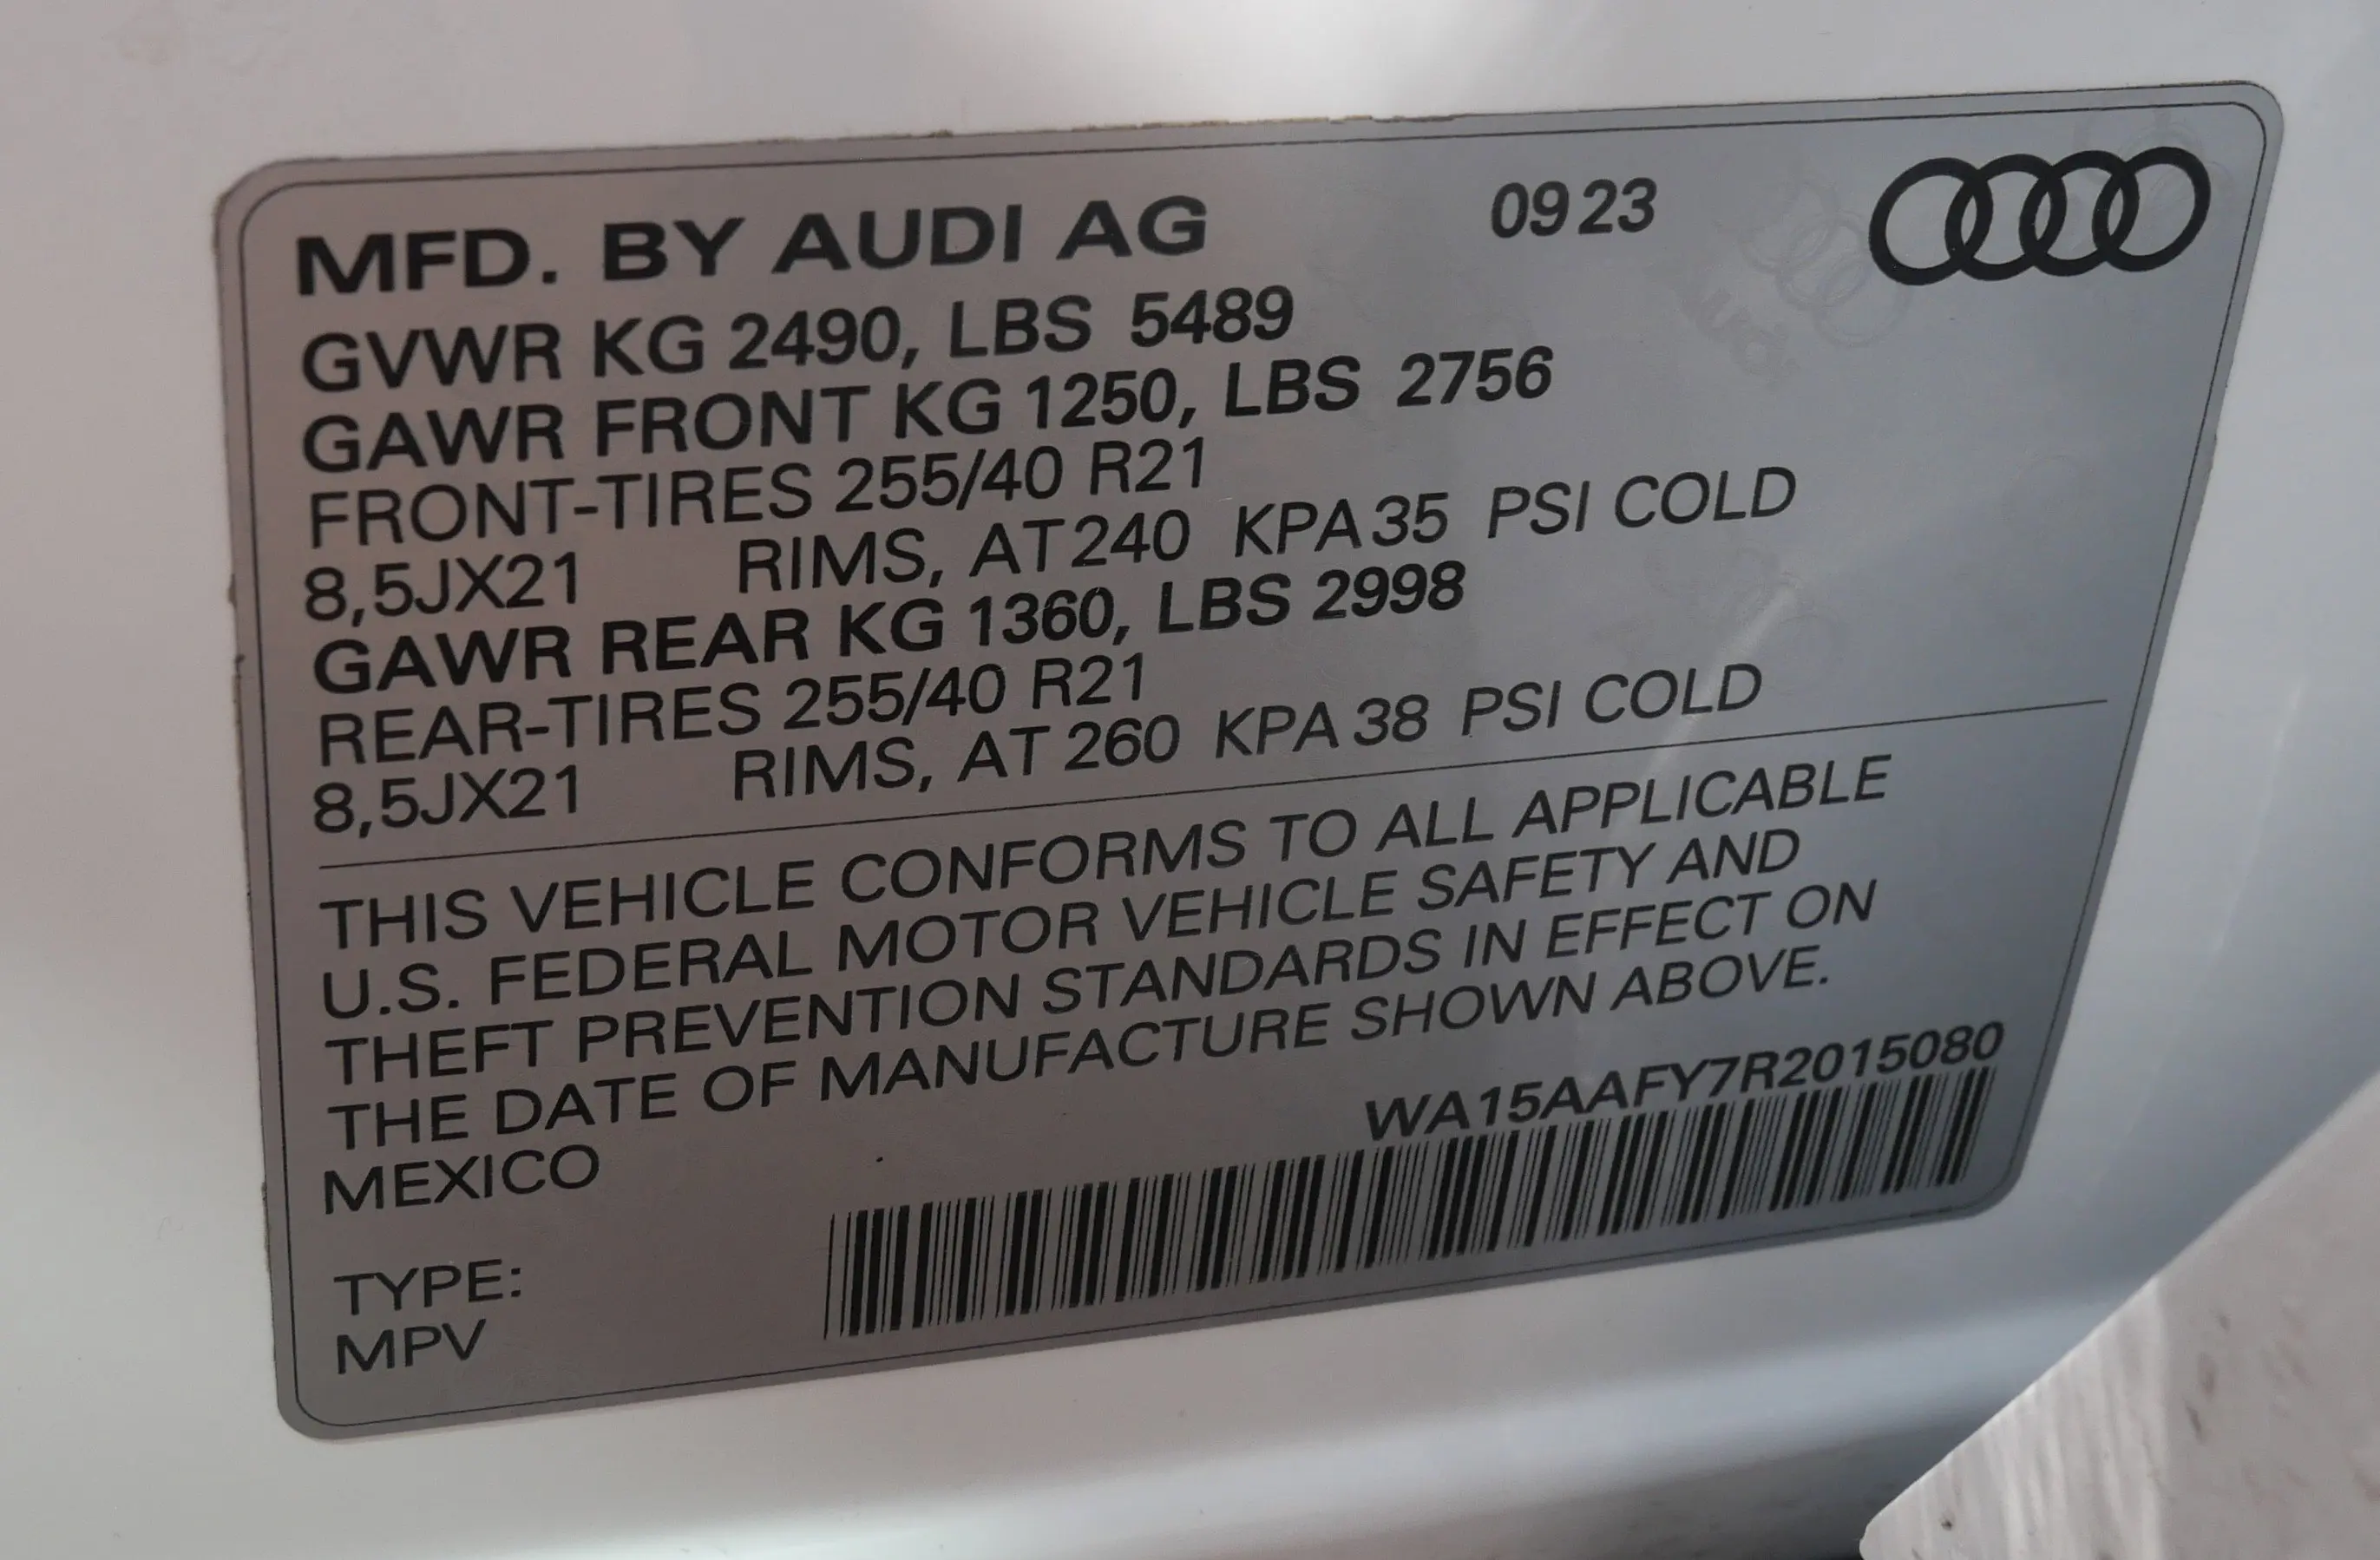 MFD. BY AUDI AG 09 23
GVWR KG 2490, LBS 5489
GAWR FRONT KG 1250, LBS 2756
FRONT-TIRES 255/40 R21
8,5JX21 RIMS, AT 240 KPA 35 PSI COLD
GAWR REAR KG 1360, LBS 2998
REAR-TIRES 255/40 R21
8,5JX21 RIMS, AT 260 KPA 38 PSI COLD
THIS VEHICLE CONFORMS TO ALL APPLICABLE
U.S. FEDERAL MOTOR VEHICLE SAFETY AND
THEFT PREVENTION STANDARDS IN EFFECT ON
THE DATE OF MANUFACTURE SHOWN ABOVE.
MEXICO
WA15AAFY7R2015080
TYPE:
MPV